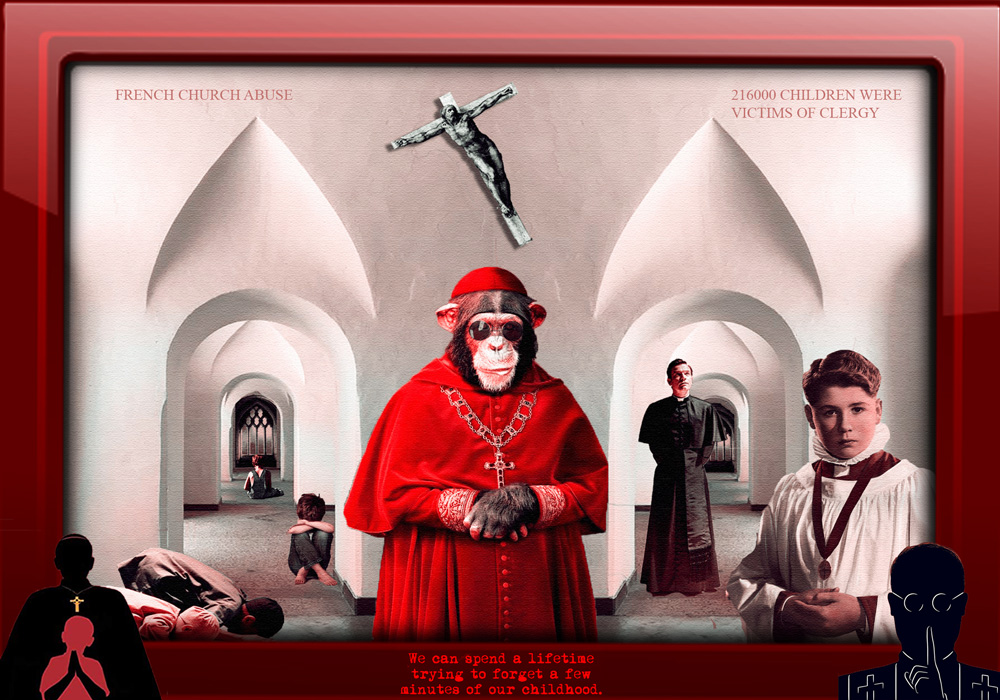 FRENCH CHURCH ABUSE
216000 CHILDREN WERE
VICTIMS OF CLERGY
We can spend a lifetime
trying to forget a few
minutes of our childhood.